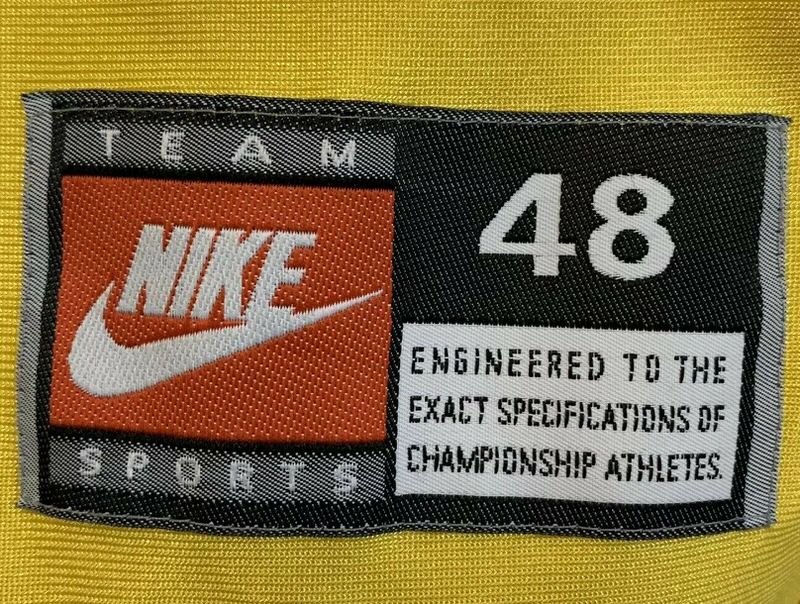 TEAM
NIKE
SPORTS
48
ENGINEERED TO THE
EXACT SPECIFICATIONS OF
CHAMPIONSHIP ATHLETES.